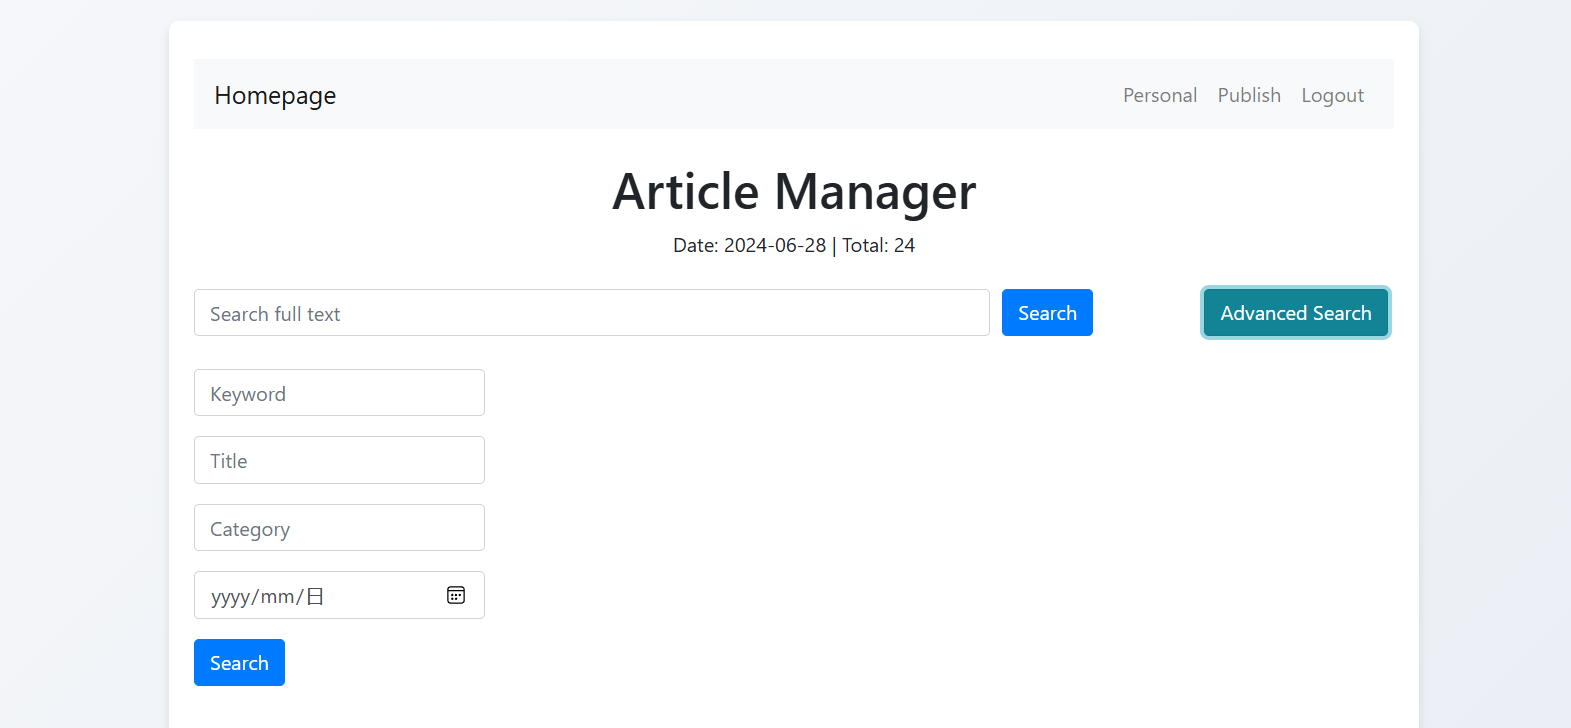 Homepage
Personal Publish Logout
Article Manager
Date: 2024-06-28 | Total: 24
Search full text
Search
Advanced Search
Keyword
Title
Category
yyyy/mm/日
Search